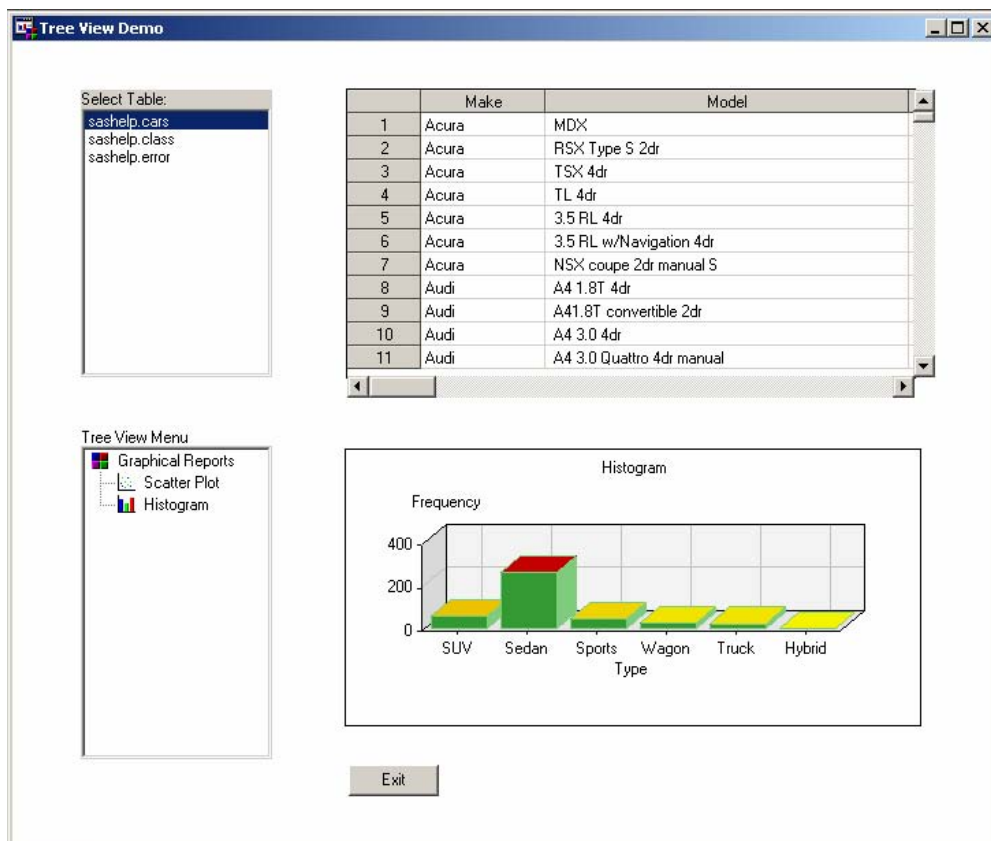 Tree View Demo
Select Table:
sashelp.cars
sashelp.class
sashelp.error
Make Model
1 Acura MDX
2 Acura RSX Type S 2dr
3 Acura TSX 4dr
4 Acura TL 4dr
5 Acura 3.5 RL 4dr
6 Acura 3.5 RL w/Navigation 4dr
7 Acura NSX coupe 2dr manual S
8 Audi A4 1.8T 4dr
9 Audi A41.8T convertible 2dr
10 Audi A4 3.0 4dr
11 Audi A4 3.0 Quattro 4dr manual
Tree View Menu
Graphical Reports
Scatter Plot
Histogram
Histogram
Frequency
400
200
0
SUV Sedan Sports Wagon Truck Hybrid
Type
Exit